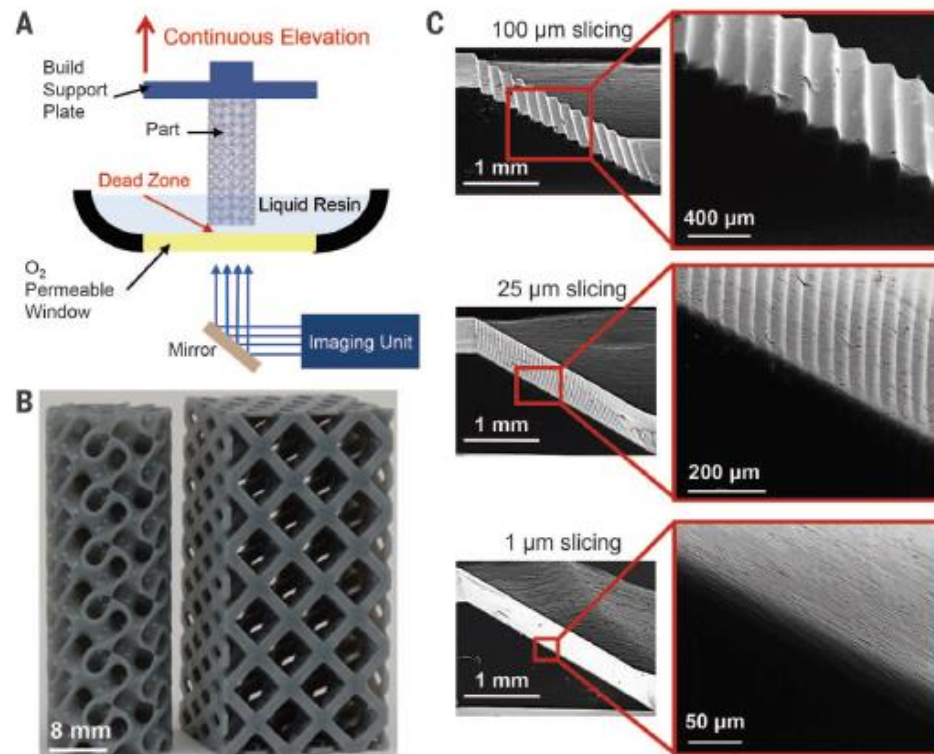 A
Continuous Elevation
Build
Support
Plate
Part
Dead Zone
Liquid Resin
O₂
Permeable
Window
Mirror
Imaging Unit
B
8 mm
C
100 µm slicing
1 mm
400 µm
25 µm slicing
1 mm
200 µm
1 µm slicing
1 mm
50 µm